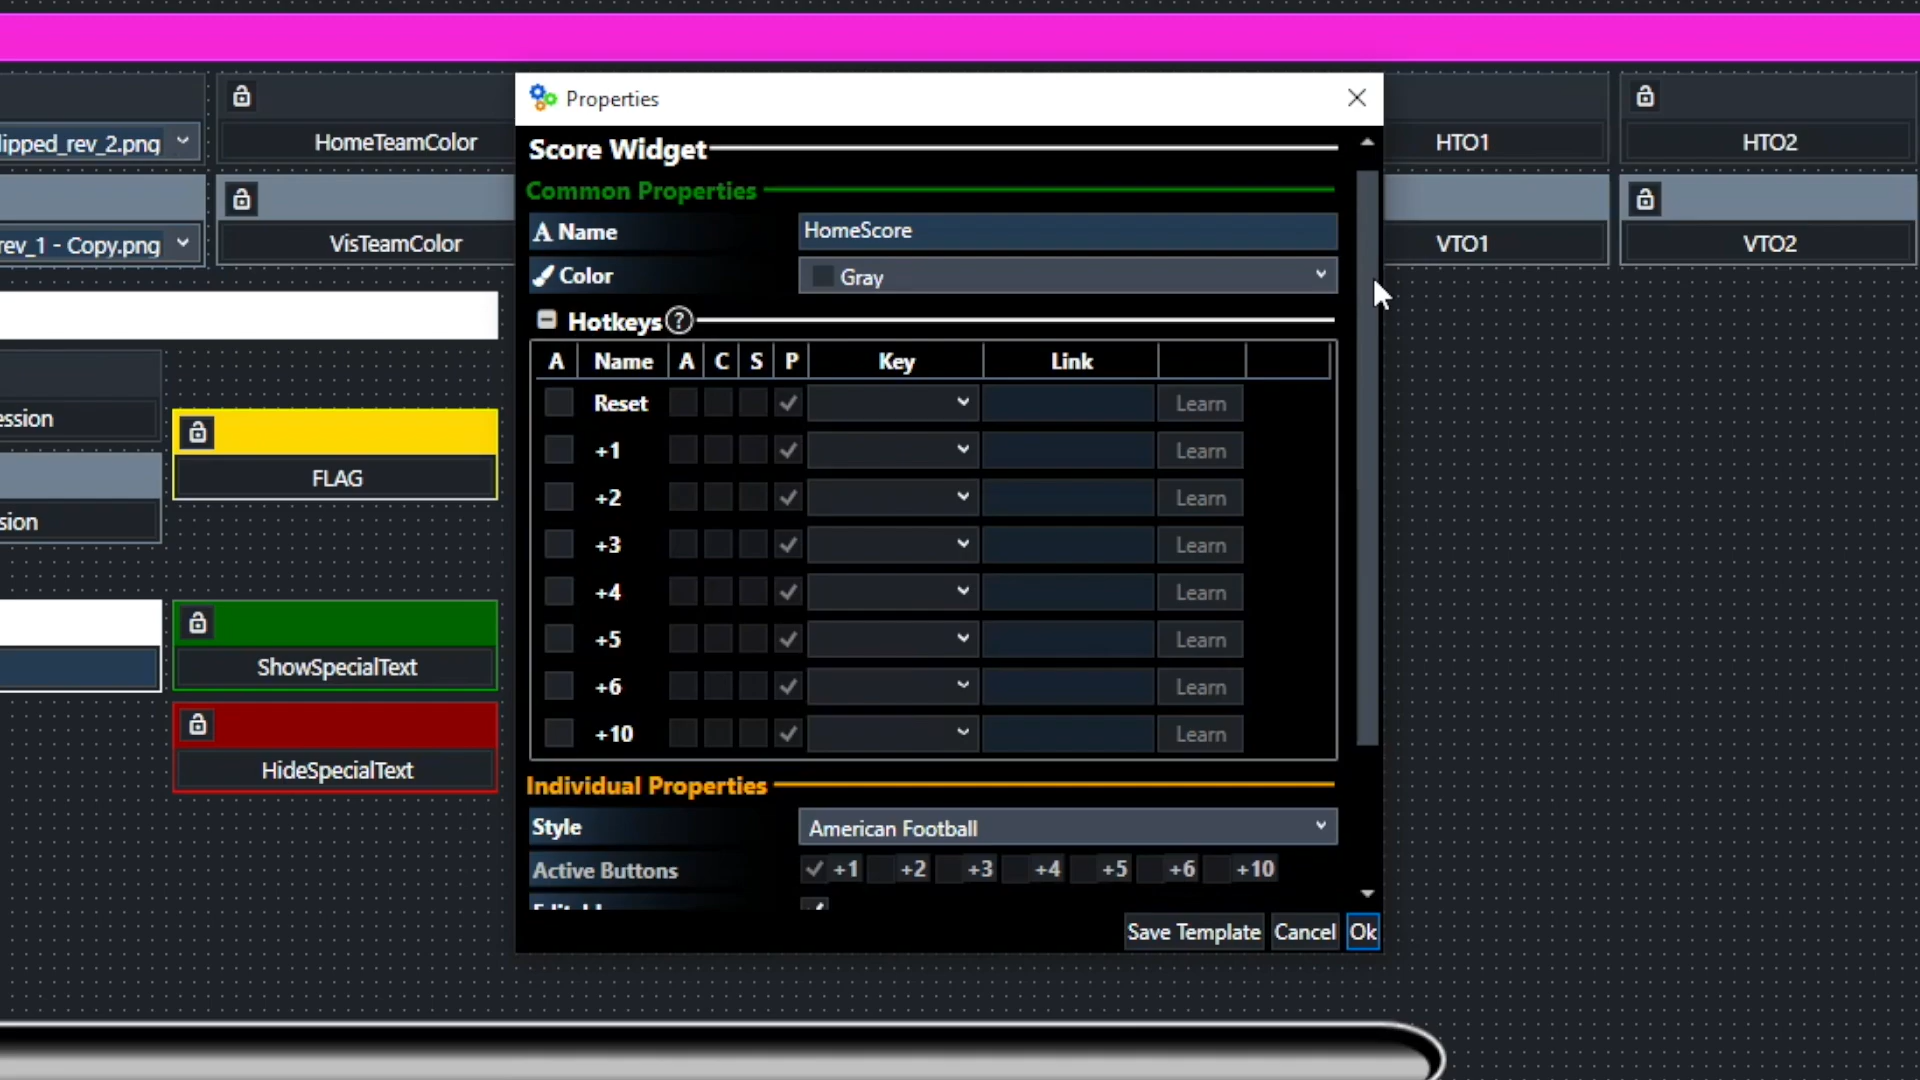 Properties
Score Widget
Common Properties
A Name HomeScore
Color Gray
Hotkeys ?
A Name A C S P Key Link
Reset Learn
+1 Learn
+2 Learn
+3 Learn
+4 Learn
+5 Learn
+6 Learn
+10 Learn
Individual Properties
Style American Football
Active Buttons +1 +2 +3 +4 +5 +6 +10
Save Template Cancel Ok
lipped_rev_2.png
HomeTeamColor
HTO1
HTO2
rev_1 - Copy.png
VisTeamColor
VTO1
VTO2
ession
FLAG
sion
ShowSpecialText
HideSpecialText